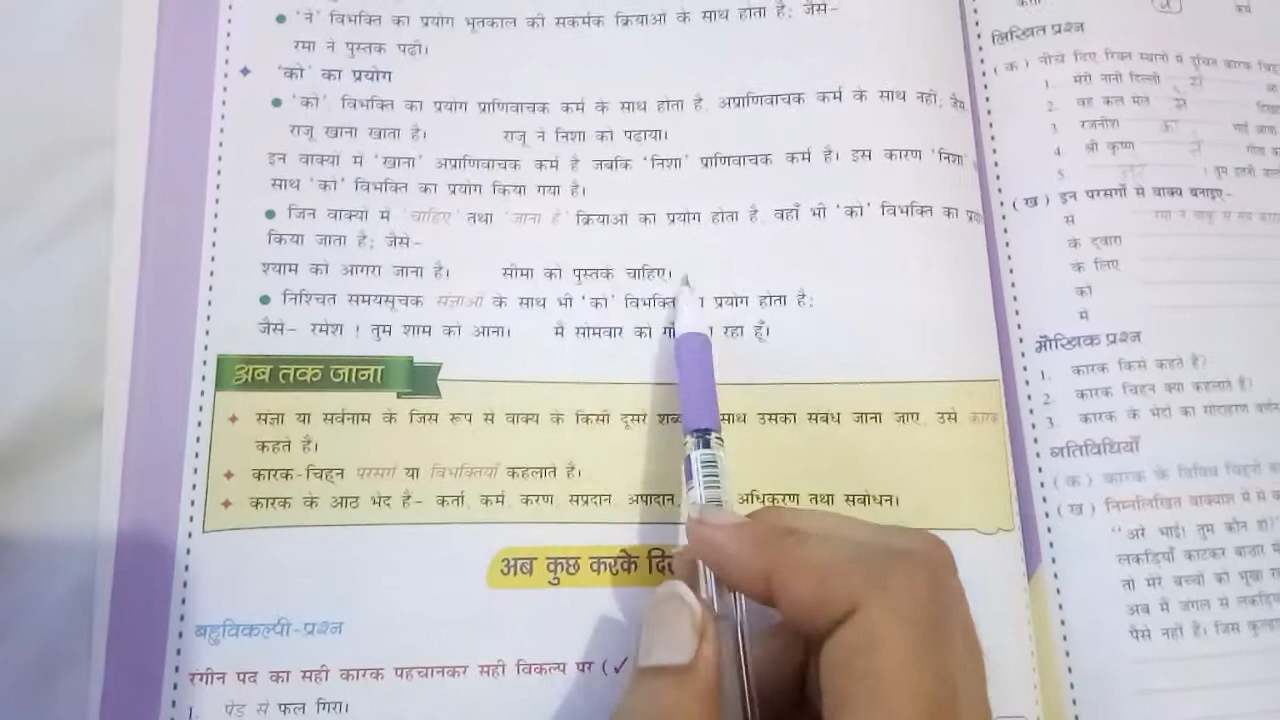 'ने' विभक्ति का प्रयोग भूतकाल की सकर्मक क्रियाओं के साथ होता है; जैसे-
रमा ने पुस्तक पढ़ी।
'को' का प्रयोग
'को' विभक्ति का प्रयोग प्राणिवाचक कर्म के साथ होता है, अप्राणिवाचक कर्म के साथ नहीं;
राजू खाना खाता है। राजू ने निशा को पढ़ाया।
इन वाक्यों में 'खाना' अप्राणिवाचक कर्म है जबकि 'निशा' प्राणिवाचक कर्म है। इस कारण 'निशा'
साथ 'को' विभक्ति का प्रयोग किया गया है।
जिन वाक्यों में 'चाहिए' तथा 'जाना है' क्रियाओं का प्रयोग होता है, वहाँ भी 'को' विभक्ति का
किया जाता है; जैसे-
श्याम को आगरा जाना है। सीमा को पुस्तक चाहिए।
निश्चित समयसूचक संज्ञाओं के साथ भी 'को' विभक्ति प्रयोग होता है;
जैसे- रमेश ! तुम शाम को आना। मैं सोमवार को रहा हूँ।
अब तक जाना
संज्ञा या सर्वनाम के जिस रूप से वाक्य के किसी दूसरे साथ उसका संबंध जाना जाए, उसे कारक
कहते हैं।
कारक-चिह्न परसर्ग या विभक्तियाँ कहलाते हैं।
कारक के आठ भेद हैं- कर्ता, कर्म, करण, संप्रदान, अपादान, अधिकरण तथा संबोधन।
अब कुछ करके
बहुविकल्पी-प्रश्न
रंगीन पद का सही कारक पहचानकर सही विकल्प पर (✓
1. पेड़ से फल गिरा।
लिखित प्रश्न
(क) नीचे दिए रिक्त स्थानों में उचित कारक
1. मेरी नानी दिल्ली से
2. वह कल मेले
3. रजनीश का भाई
4. श्री कृष्ण ने
5. ! तुम इतनी
(ख) इन परसर्गों से वाक्य बनाइए-
से
के द्वारा
के लिए
को
में
मौखिक प्रश्न
1. कारक किसे कहते हैं?
2. कारक चिह्न क्या कहलाते हैं?
3. कारक के भेदों का सोदाहरण
गतिविधियाँ
(क) कारक के विविध चिह्नों
(ख) निम्नलिखित वाक्यांश में से
"अरे भाई! तुम कौन हो?
लकड़ियाँ काटकर बाजार
तो मेरे बच्चों को भूखा
अब मैं जंगल से
पैसे नहीं हैं। जिस